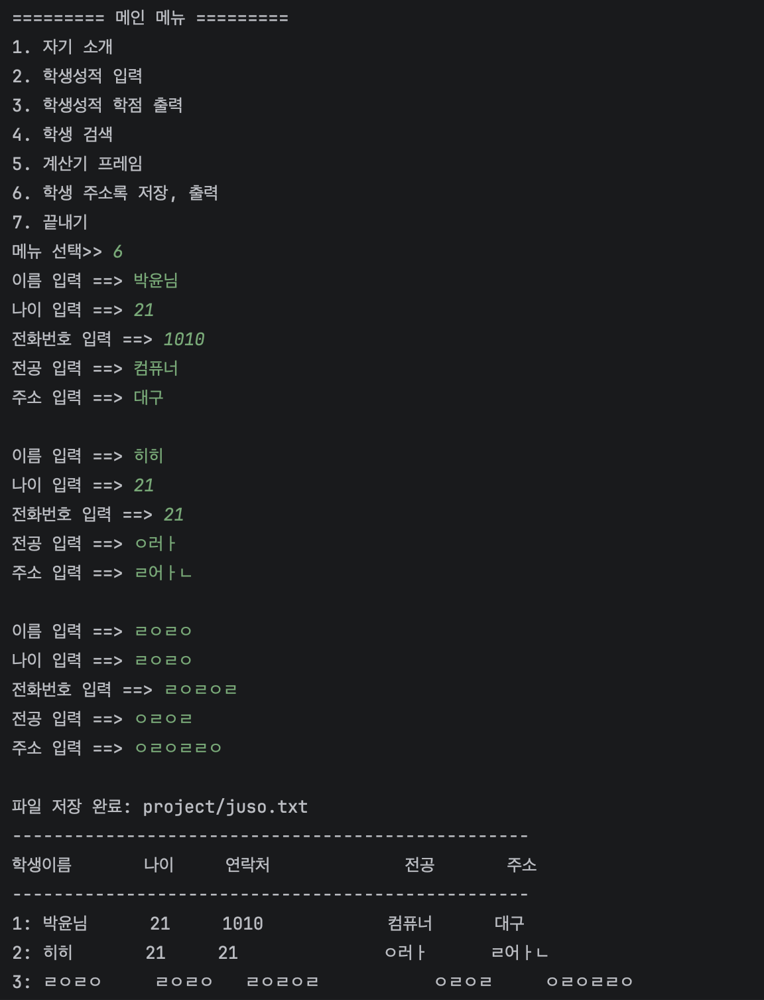 ========= 메인 메뉴 =========
1. 자기 소개
2. 학생성적 입력
3. 학생성적 학점 출력
4. 학생 검색
5. 계산기 프레임
6. 학생 주소록 저장, 출력
7. 끝내기
메뉴 선택>> 6
이름 입력 ==> 박윤님
나이 입력 ==> 21
전화번호 입력 ==> 1010
전공 입력 ==> 컴퓨너
주소 입력 ==> 대구
이름 입력 ==> 히히
나이 입력 ==> 21
전화번호 입력 ==> 21
전공 입력 ==> ㅇ러ㅏ
주소 입력 ==> ㄹ어ㅏㄴ
이름 입력 ==> ㄹㅇㄹㅇ
나이 입력 ==> ㄹㅇㄹㅇ
전화번호 입력 ==> ㄹㅇㄹㅇㄹ
전공 입력 ==> ㅇㄹㅇㄹ
주소 입력 ==> ㅇㄹㅇㄹㄹㅇ
파일 저장 완료: project/juso.txt
-------------------------------------------------
학생이름 나이 연락처 전공 주소
-------------------------------------------------
1: 박윤님 21 1010 컴퓨너 대구
2: 히히 21 21 ㅇ러ㅏ ㄹ어ㅏㄴ
3: ㄹㅇㄹㅇ ㄹㅇㄹㅇ ㄹㅇㄹㅇㄹ ㅇㄹㅇㄹ ㅇㄹㅇㄹㄹㅇ